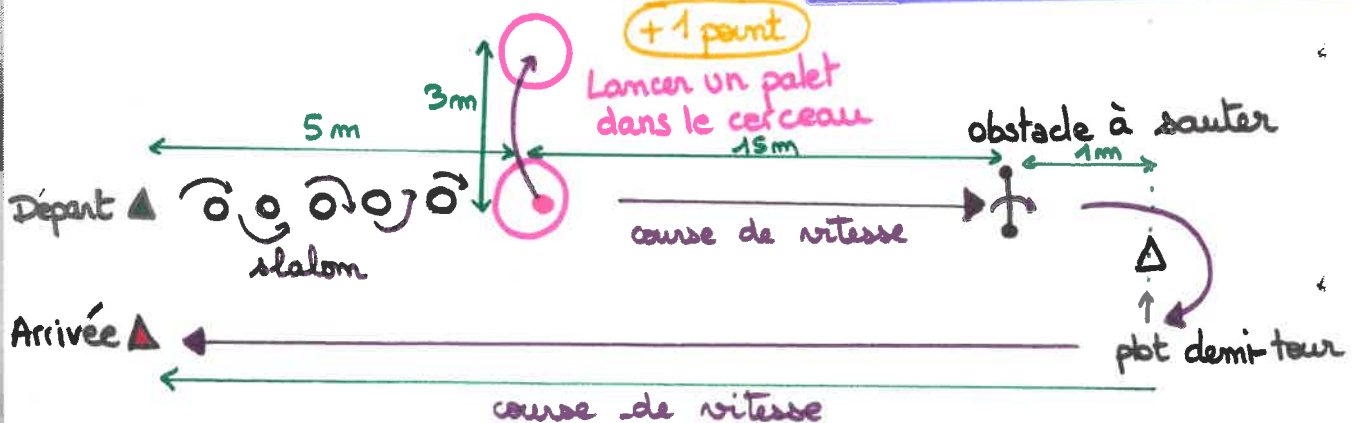 + 1 point
Lancer un palet
dans le cerceau
3m
5 m
15m
obstacle à sauter
1m
Départ
slalom
course de vitesse
Arrivée
plot demi-tour
course de vitesse